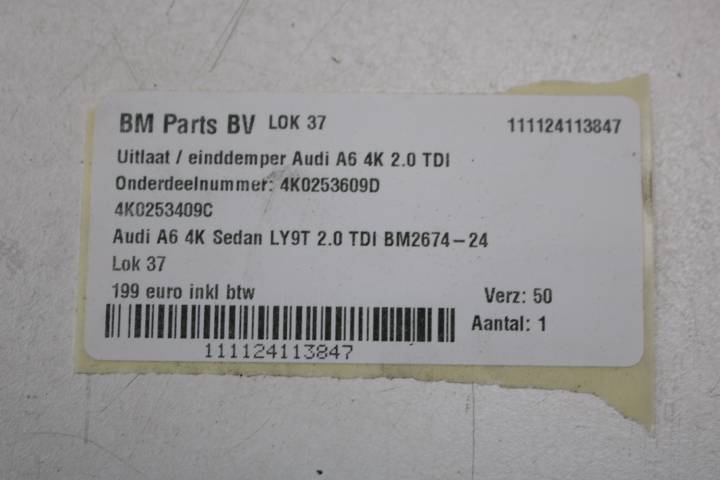 BM Parts BV LOK 37 111124113847
Uitlaat / einddemper Audi A6 4K 2.0 TDI
Onderdeelnummer: 4K0253609D
4K0253409C
Audi A6 4K Sedan LY9T 2.0 TDI BM2674-24
Lok 37
199 euro inkl btw Verz: 50
Aantal: 1
111124113847